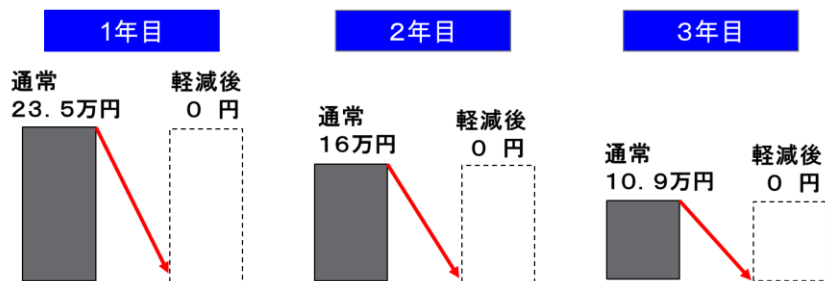 1年目
通常
23.5万円
軽減後
0 円
2年目
通常
16万円
軽減後
0 円
3年目
通常
10.9万円
軽減後
0 円